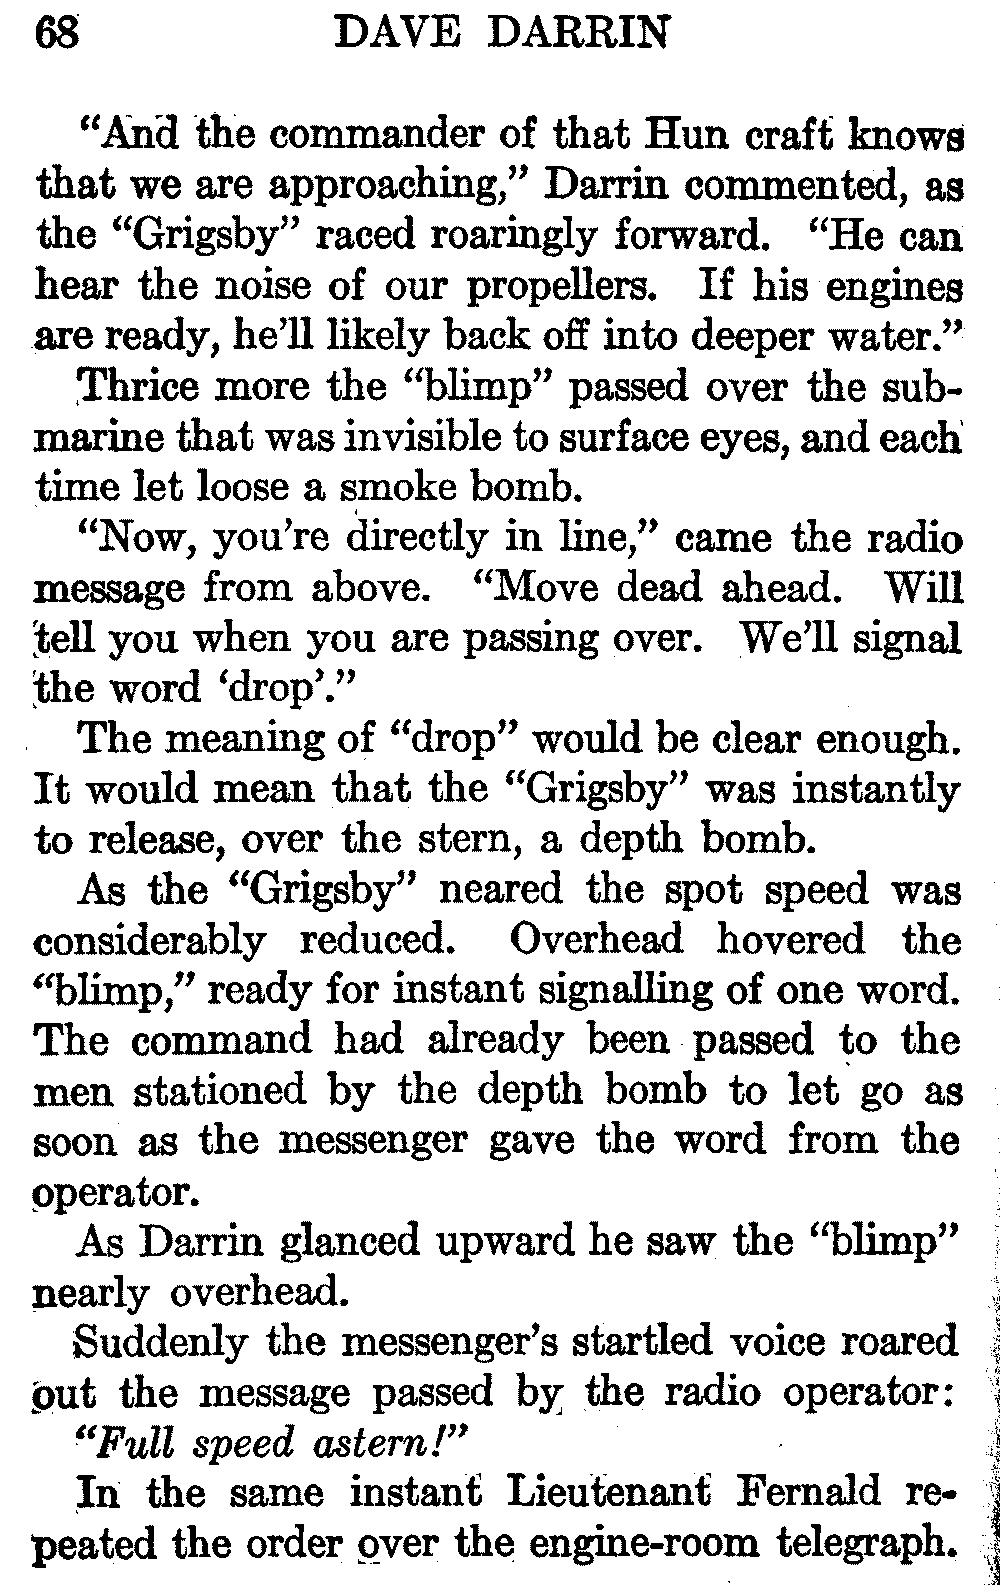 68 DAVE DARRIN
“And the commander of that Hun craft knows
that we are approaching,” Darrin commented, as
the “Grigsby” raced roaringly forward. “He can
hear the noise of our propellers. If his engines
are ready, he’ll likely back off into deeper water.”
Thrice more the “blimp” passed over the sub-
marine that was invisible to surface eyes, and each
time let loose a smoke bomb.
“Now, you’re directly in line,” came the radio
message from above. “Move dead ahead. Will
tell you when you are passing over. We’ll signal
the word ‘drop’.”
The meaning of “drop” would be clear enough.
It would mean that the “Grigsby” was instantly
to release, over the stern, a depth bomb.
As the “Grigsby” neared the spot speed was
considerably reduced. Overhead hovered the
“blimp,” ready for instant signalling of one word.
The command had already been passed to the
men stationed by the depth bomb to let go as
soon as the messenger gave the word from the
operator.
As Darrin glanced upward he saw the “blimp”
nearly overhead.
Suddenly the messenger’s startled voice roared
out the message passed by the radio operator:
“Full speed astern!”
In the same instant Lieutenant Fernald re-
peated the order over the engine-room telegraph.